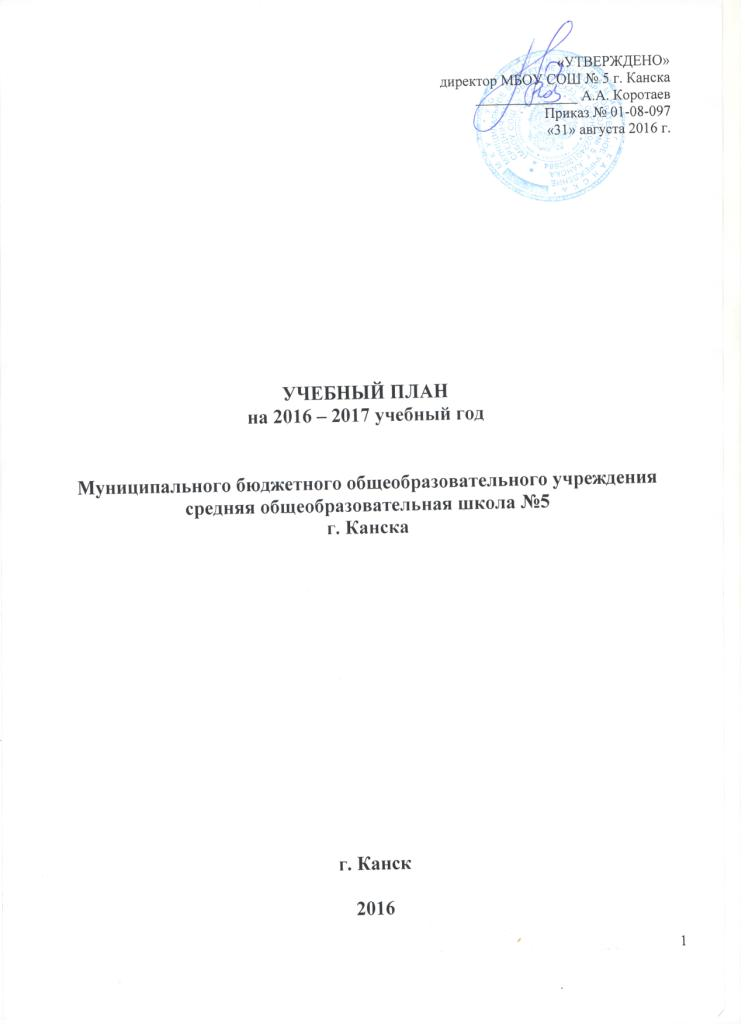 «УТВЕРЖДЕНО»
директор МБОУ СОШ № 5 г. Канска
______________ А.А. Коротаев
Приказ № 01-08-097
«31» августа 2016 г.
УЧЕБНЫЙ ПЛАН
на 2016 – 2017 учебный год
Муниципального бюджетного общеобразовательного учреждения
средняя общеобразовательная школа №5
г. Канска
г. Канск
2016
1